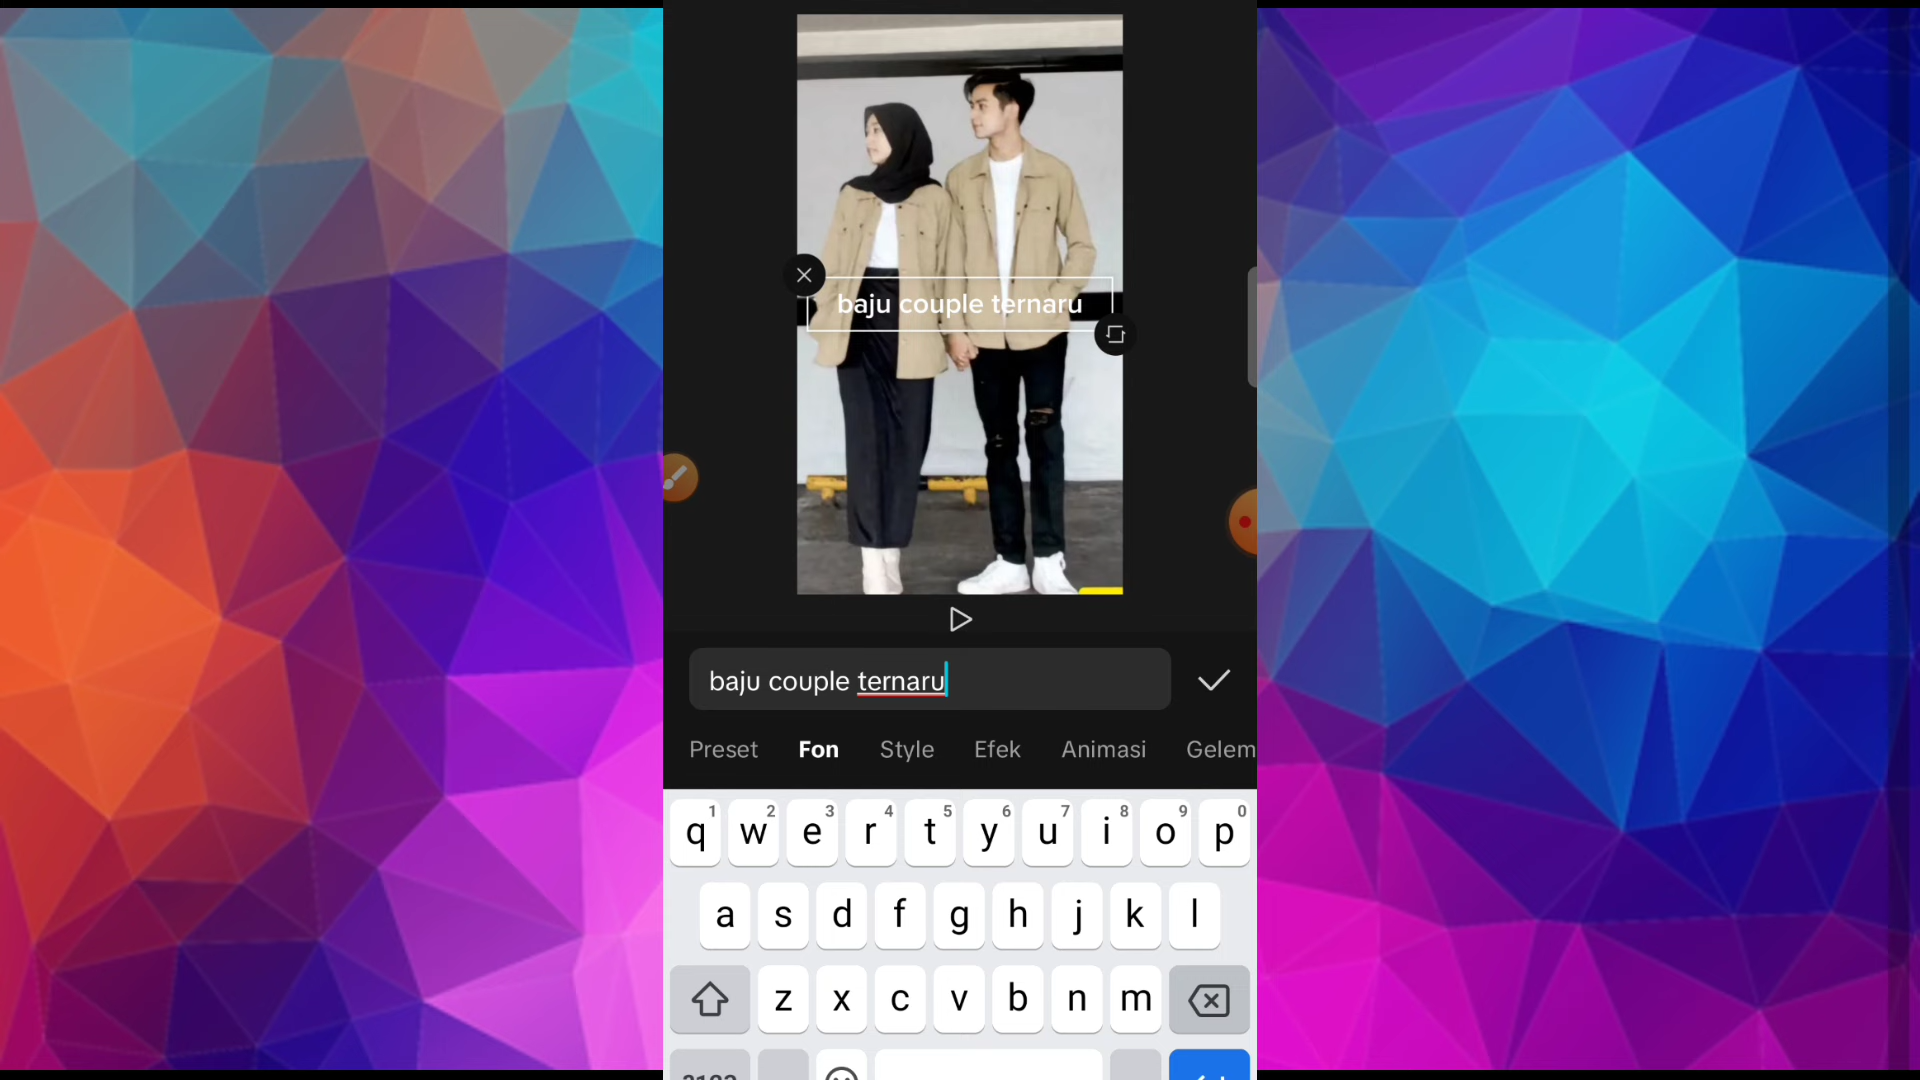 baju couple ternaru
baju couple ternaru
Preset Fon Style Efek Animasi Gelem
1 2 3 4 5 6 7 8 9 0
q w e r t y u i o p
a s d f g h j k l
z x c v b n m